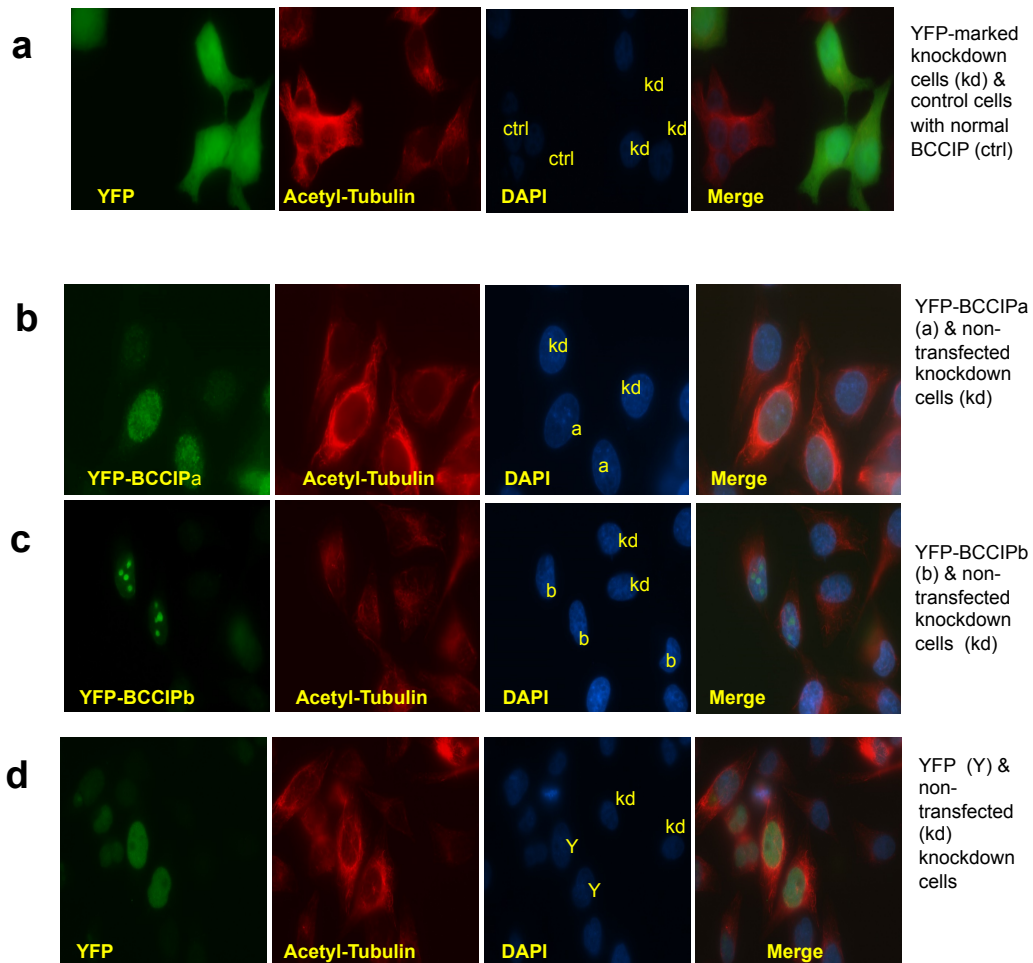 a
YFP
Acetyl-Tubulin
DAPI
kd
kd
ctrl
kd
ctrl
Merge
YFP-marked
knockdown
cells (kd) &
control cells
with normal
BCCIP (ctrl)
b
YFP-BCCIPa
Acetyl-Tubulin
DAPI
kd
kd
a
a
Merge
YFP-BCCIPa
(a) & non-
transfected
knockdown
cells (kd)
c
YFP-BCCIPb
Acetyl-Tubulin
DAPI
kd
kd
b
b
b
Merge
YFP-BCCIPb
(b) & non-
transfected
knockdown
cells (kd)
d
YFP
Acetyl-Tubulin
DAPI
kd
kd
Y
Y
Merge
YFP (Y) &
non-
transfected
(kd)
knockdown
cells